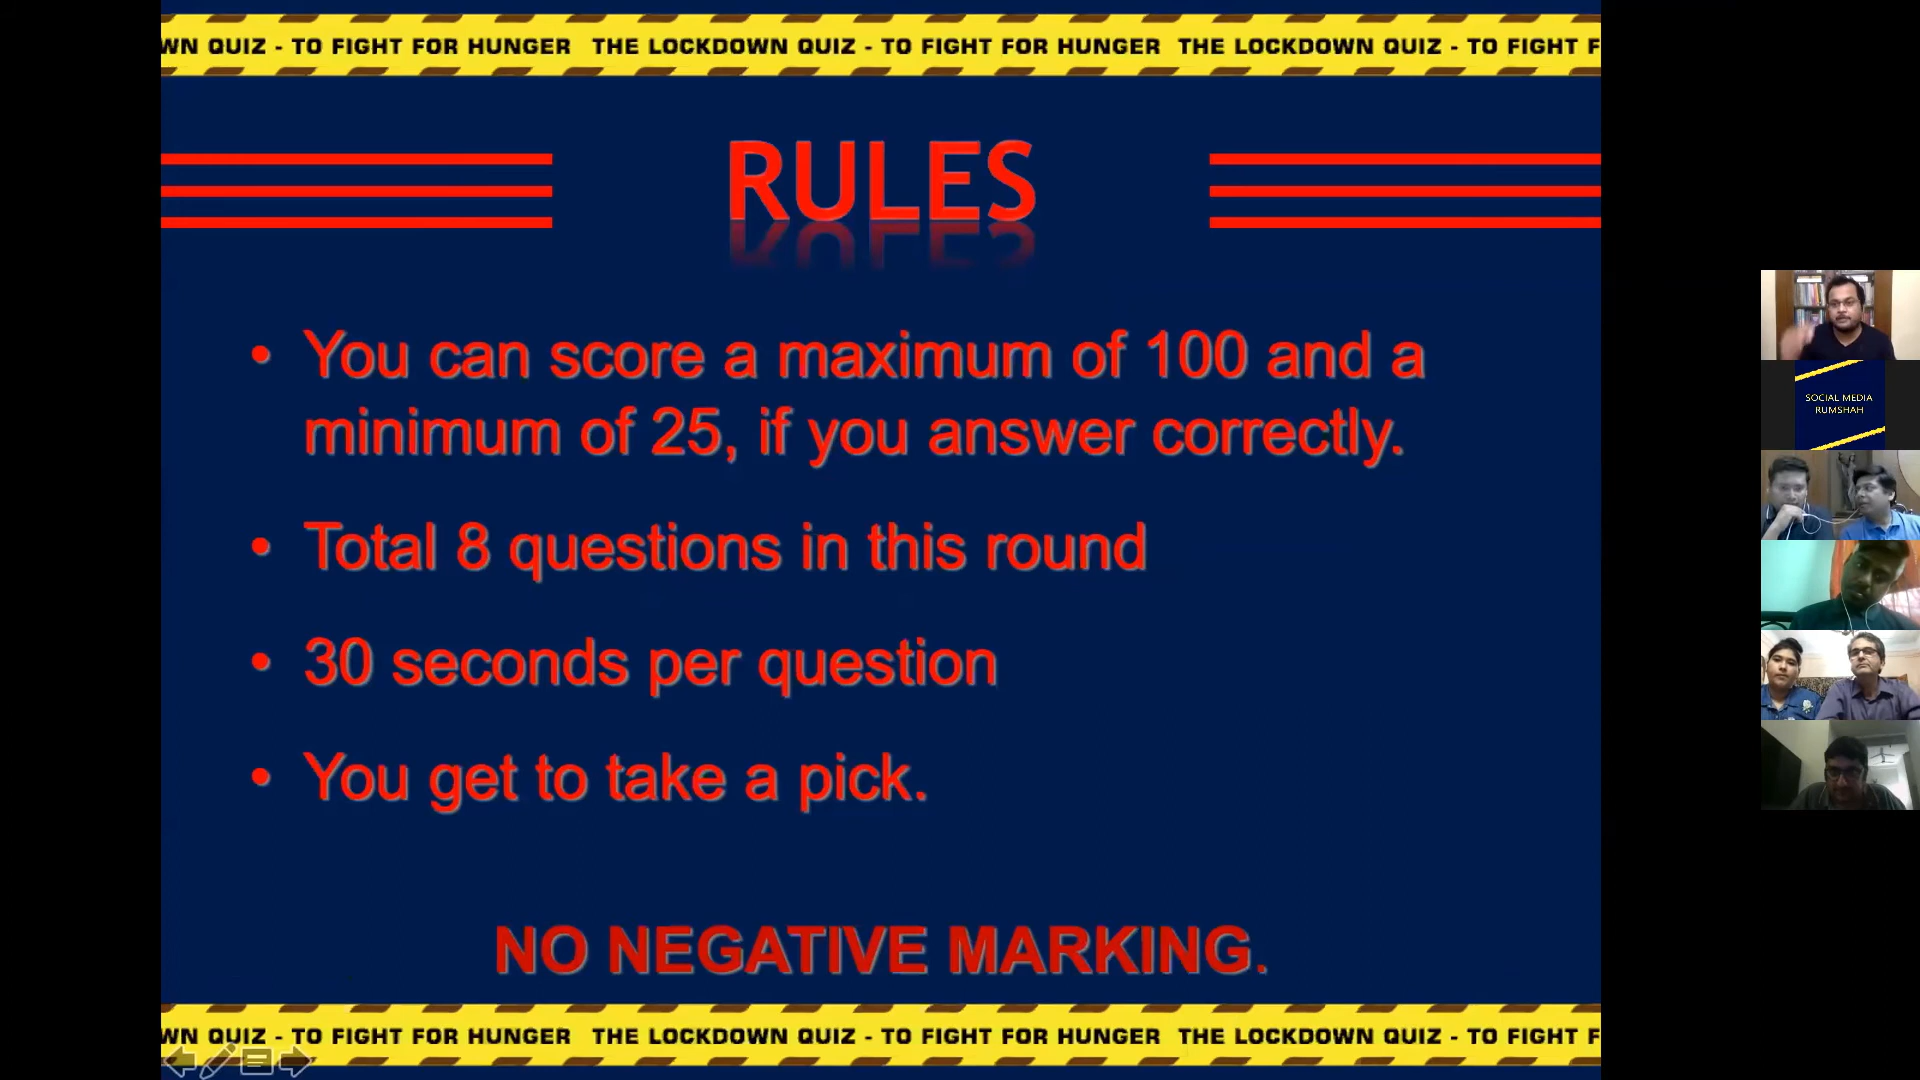 WN QUIZ - TO FIGHT FOR HUNGER THE LOCKDOWN QUIZ - TO FIGHT FOR HUNGER THE LOCKDOWN QUIZ - TO FIGHT F
RULES
• You can score a maximum of 100 and a
minimum of 25, if you answer correctly.
• Total 8 questions in this round
• 30 seconds per question
• You get to take a pick.
NO NEGATIVE MARKING.
WN QUIZ - TO FIGHT FOR HUNGER THE LOCKDOWN QUIZ - TO FIGHT FOR HUNGER THE LOCKDOWN QUIZ - TO FIGHT F
SOCIAL MEDIA
RUMSHAH